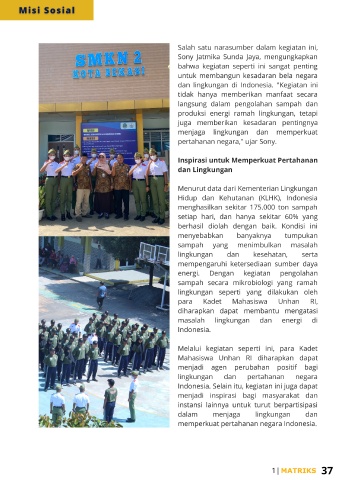 Misi Sosial
SMKN 2
KOTA BEKASI
Salah satu narasumber dalam kegiatan ini,
Sony Jatmika Sunda Jaya, mengungkapkan
bahwa kegiatan seperti ini sangat penting
untuk membangun kesadaran bela negara
dan lingkungan di Indonesia. "Kegiatan ini
tidak hanya memberikan manfaat secara
langsung dalam pengolahan sampah dan
produksi energi ramah lingkungan, tetapi
juga memberikan kesadaran pentingnya
menjaga lingkungan dan memperkuat
pertahanan negara," ujar Sony.
Inspirasi untuk Memperkuat Pertahanan
dan Lingkungan
Menurut data dari Kementerian Lingkungan
Hidup dan Kehutanan (KLHK), Indonesia
menghasilkan sekitar 175.000 ton sampah
setiap hari, dan hanya sekitar 60% yang
berhasil diolah dengan baik. Kondisi ini
menyebabkan banyaknya tumpukan
sampah yang menimbulkan masalah
lingkungan dan kesehatan, serta
mempengaruhi ketersediaan sumber daya
energi. Dengan kegiatan pengolahan
sampah secara mikrobiologi yang ramah
lingkungan seperti yang dilakukan oleh
para Kadet Mahasiswa Unhan RI,
diharapkan dapat membantu mengatasi
masalah lingkungan dan energi di
Indonesia.
Melalui kegiatan seperti ini, para Kadet
Mahasiswa Unhan RI diharapkan dapat
menjadi agen perubahan positif bagi
lingkungan dan pertahanan negara
Indonesia. Selain itu, kegiatan ini juga dapat
menjadi inspirasi bagi masyarakat dan
instansi lainnya untuk turut berpartisipasi
dalam menjaga lingkungan dan
memperkuat pertahanan negara Indonesia.
1 | MATRIKS 37